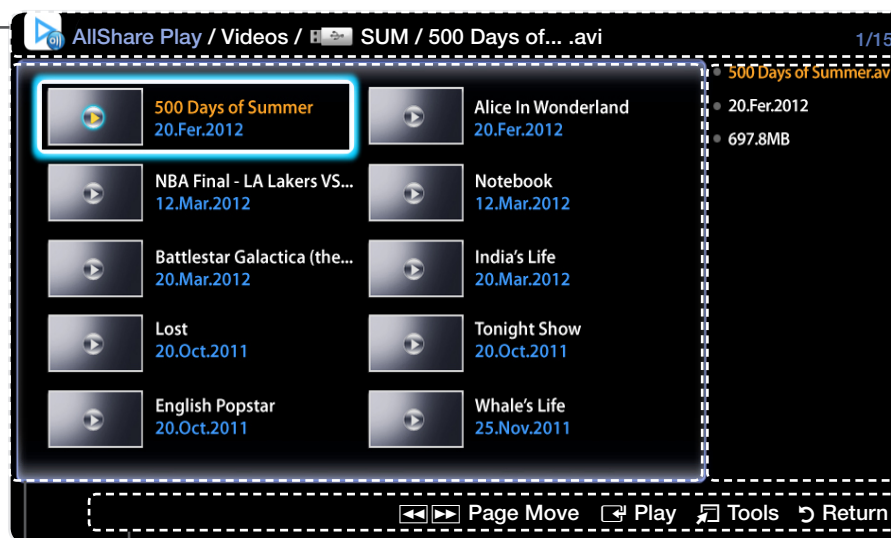 AllShare Play / Videos / SUM / 500 Days of... .avi 1/15
500 Days of Summer
20.Fer.2012
Alice In Wonderland
20.Fer.2012
NBA Final - LA Lakers VS...
12.Mar.2012
Notebook
12.Mar.2012
Battlestar Galactica (the...
20.Mar.2012
India's Life
20.Mar.2012
Lost
20.Oct.2011
Tonight Show
20.Oct.2011
English Popstar
20.Oct.2011
Whale's Life
25.Nov.2011
500 Days of Summer.av
20.Fer.2012
697.8MB
Page Move Play Tools Return